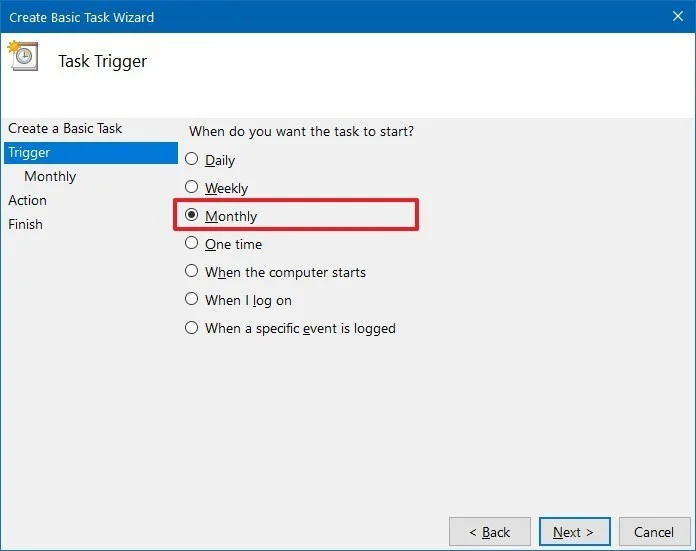 Create Basic Task Wizard
Task Trigger
Create a Basic Task
Trigger
Monthly
Action
Finish
When do you want the task to start?
Daily
Weekly
Monthly
One time
When the computer starts
When I log on
When a specific event is logged
< Back
Next >
Cancel